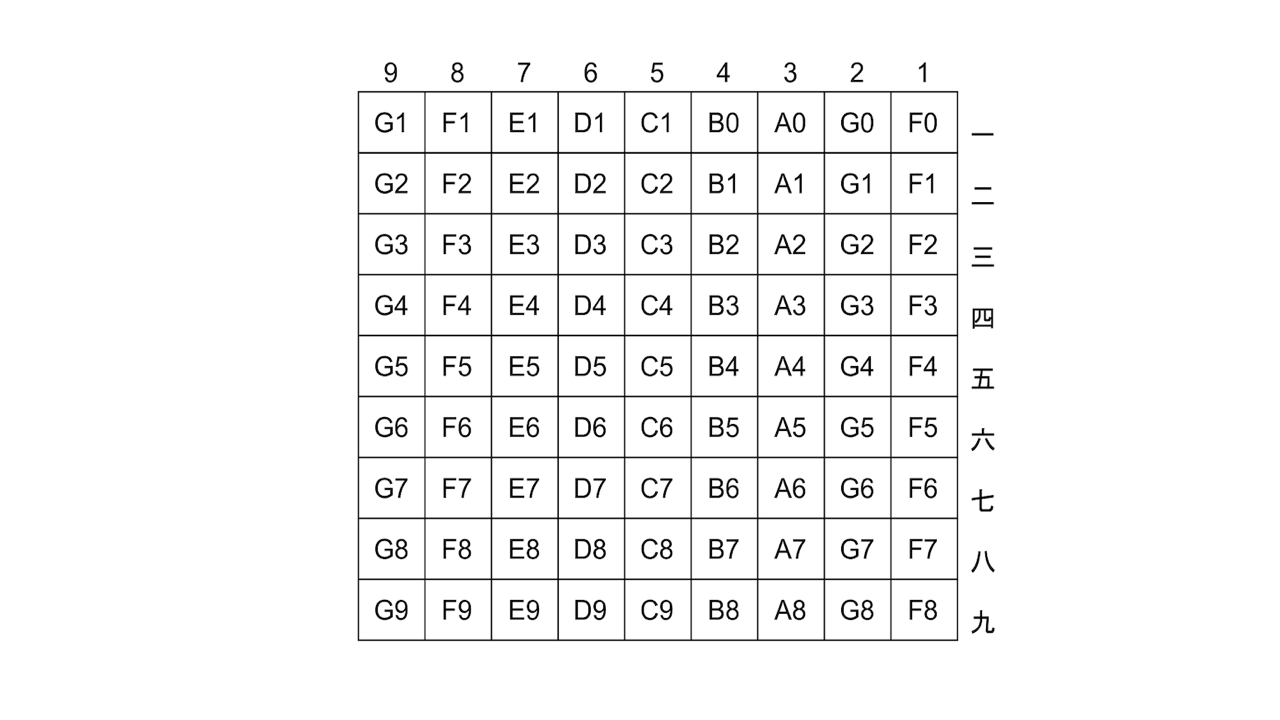 9 8 7 6 5 4 3 2 1
G1 F1 E1 D1 C1 B0 A0 G0 F0 一
G2 F2 E2 D2 C2 B1 A1 G1 F1 二
G3 F3 E3 D3 C3 B2 A2 G2 F2 三
G4 F4 E4 D4 C4 B3 A3 G3 F3 四
G5 F5 E5 D5 C5 B4 A4 G4 F4 五
G6 F6 E6 D6 C6 B5 A5 G5 F5 六
G7 F7 E7 D7 C7 B6 A6 G6 F6 七
G8 F8 E8 D8 C8 B7 A7 G7 F7 八
G9 F9 E9 D9 C9 B8 A8 G8 F8 九